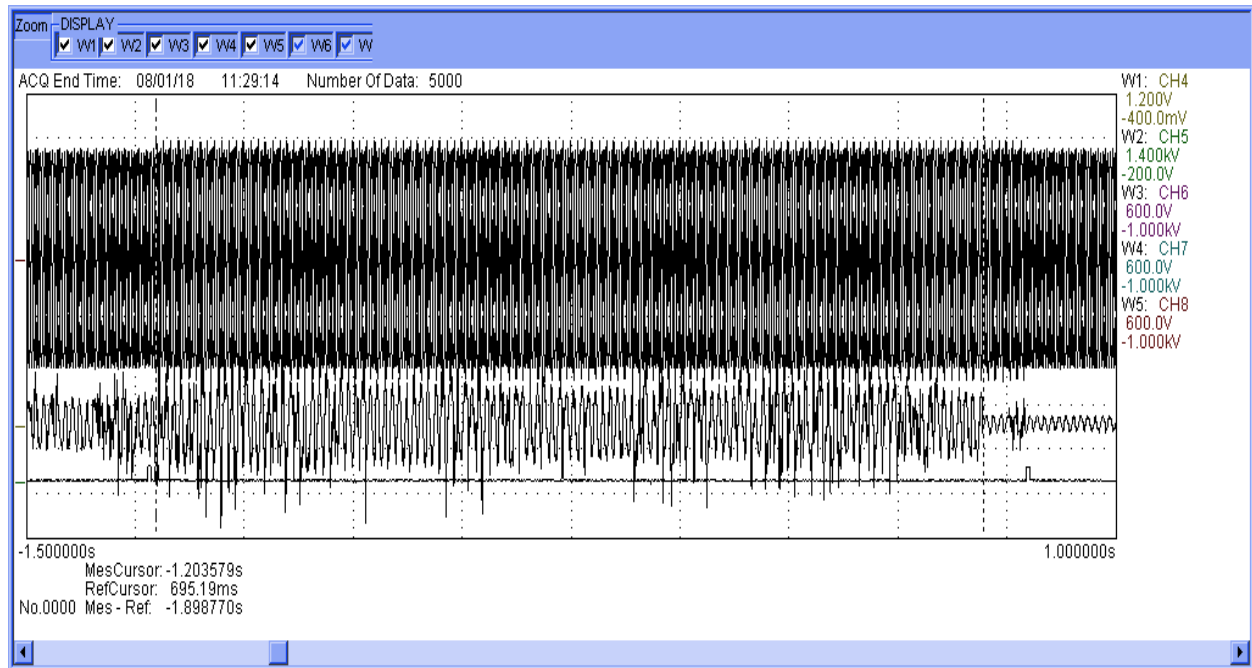 Zoom DISPLAY
W1 W2 W3 W4 W5 W6 W
ACQ End Time: 08/01/18 11:29:14 Number Of Data: 5000
W1: CH4
1.200V
-400.0mV
W2: CH5
1.400kV
-200.0V
W3: CH6
600.0V
-1.000kV
W4: CH7
600.0V
-1.000kV
W5: CH8
600.0V
-1.000kV
-1.500000s 1.000000s
MesCursor: -1.203579s
RefCursor: 695.19ms
No.0000 Mes - Ref: -1.898770s